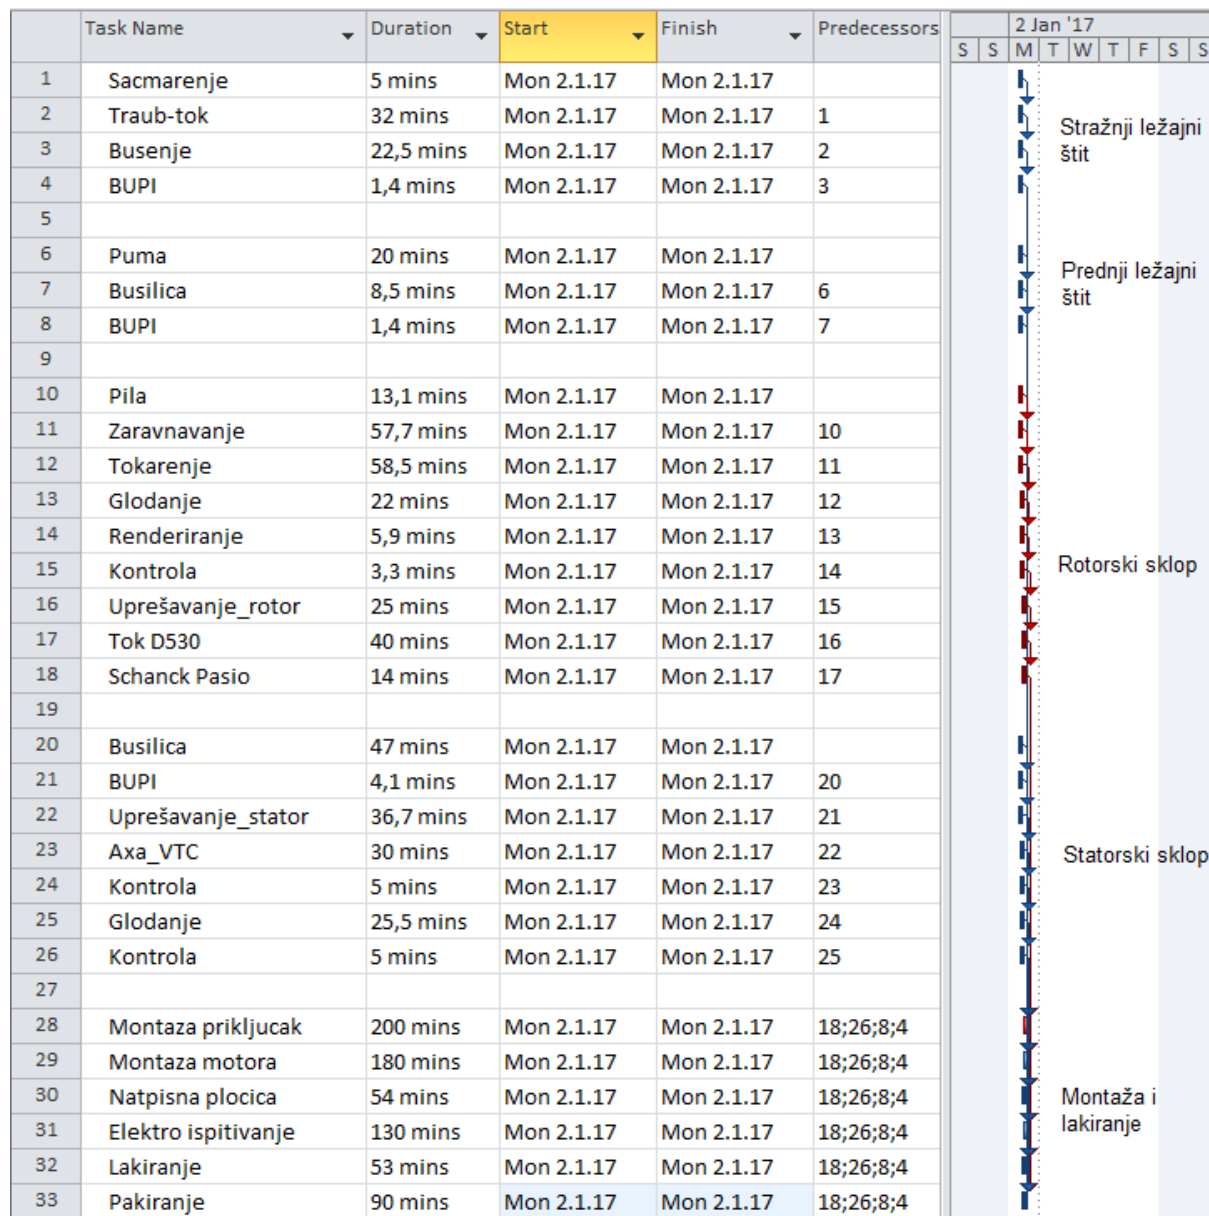 Task Name Duration Start Finish Predecessors 2 Jan '17
S S M T W T F S S
1 Sacmarenje 5 mins Mon 2.1.17 Mon 2.1.17
2 Traub-tok 32 mins Mon 2.1.17 Mon 2.1.17 1
3 Busenje 22,5 mins Mon 2.1.17 Mon 2.1.17 2
4 BUPI 1,4 mins Mon 2.1.17 Mon 2.1.17 3
Stražnji ležajni
štit
5
6 Puma 20 mins Mon 2.1.17 Mon 2.1.17
7 Busilica 8,5 mins Mon 2.1.17 Mon 2.1.17 6
8 BUPI 1,4 mins Mon 2.1.17 Mon 2.1.17 7
Prednji ležajni
štit
9
10 Pila 13,1 mins Mon 2.1.17 Mon 2.1.17
11 Zaravnavanje 57,7 mins Mon 2.1.17 Mon 2.1.17 10
12 Tokarenje 58,5 mins Mon 2.1.17 Mon 2.1.17 11
13 Glodanje 22 mins Mon 2.1.17 Mon 2.1.17 12
14 Renderiranje 5,9 mins Mon 2.1.17 Mon 2.1.17 13
15 Kontrola 3,3 mins Mon 2.1.17 Mon 2.1.17 14
Rotorski sklop
16 Uprešavanje_rotor 25 mins Mon 2.1.17 Mon 2.1.17 15
17 Tok D530 40 mins Mon 2.1.17 Mon 2.1.17 16
18 Schanck Pasio 14 mins Mon 2.1.17 Mon 2.1.17 17
19
20 Busilica 47 mins Mon 2.1.17 Mon 2.1.17
21 BUPI 4,1 mins Mon 2.1.17 Mon 2.1.17 20
22 Uprešavanje_stator 36,7 mins Mon 2.1.17 Mon 2.1.17 21
23 Axa_VTC 30 mins Mon 2.1.17 Mon 2.1.17 22
Statorski sklop
24 Kontrola 5 mins Mon 2.1.17 Mon 2.1.17 23
25 Glodanje 25,5 mins Mon 2.1.17 Mon 2.1.17 24
26 Kontrola 5 mins Mon 2.1.17 Mon 2.1.17 25
27
28 Montaza prikljucak 200 mins Mon 2.1.17 Mon 2.1.17 18;26;8;4
29 Montaza motora 180 mins Mon 2.1.17 Mon 2.1.17 18;26;8;4
30 Natpisna plocica 54 mins Mon 2.1.17 Mon 2.1.17 18;26;8;4
31 Elektro ispitivanje 130 mins Mon 2.1.17 Mon 2.1.17 18;26;8;4
Montaža i
lakiranje
32 Lakiranje 53 mins Mon 2.1.17 Mon 2.1.17 18;26;8;4
33 Pakiranje 90 mins Mon 2.1.17 Mon 2.1.17 18;26;8;4